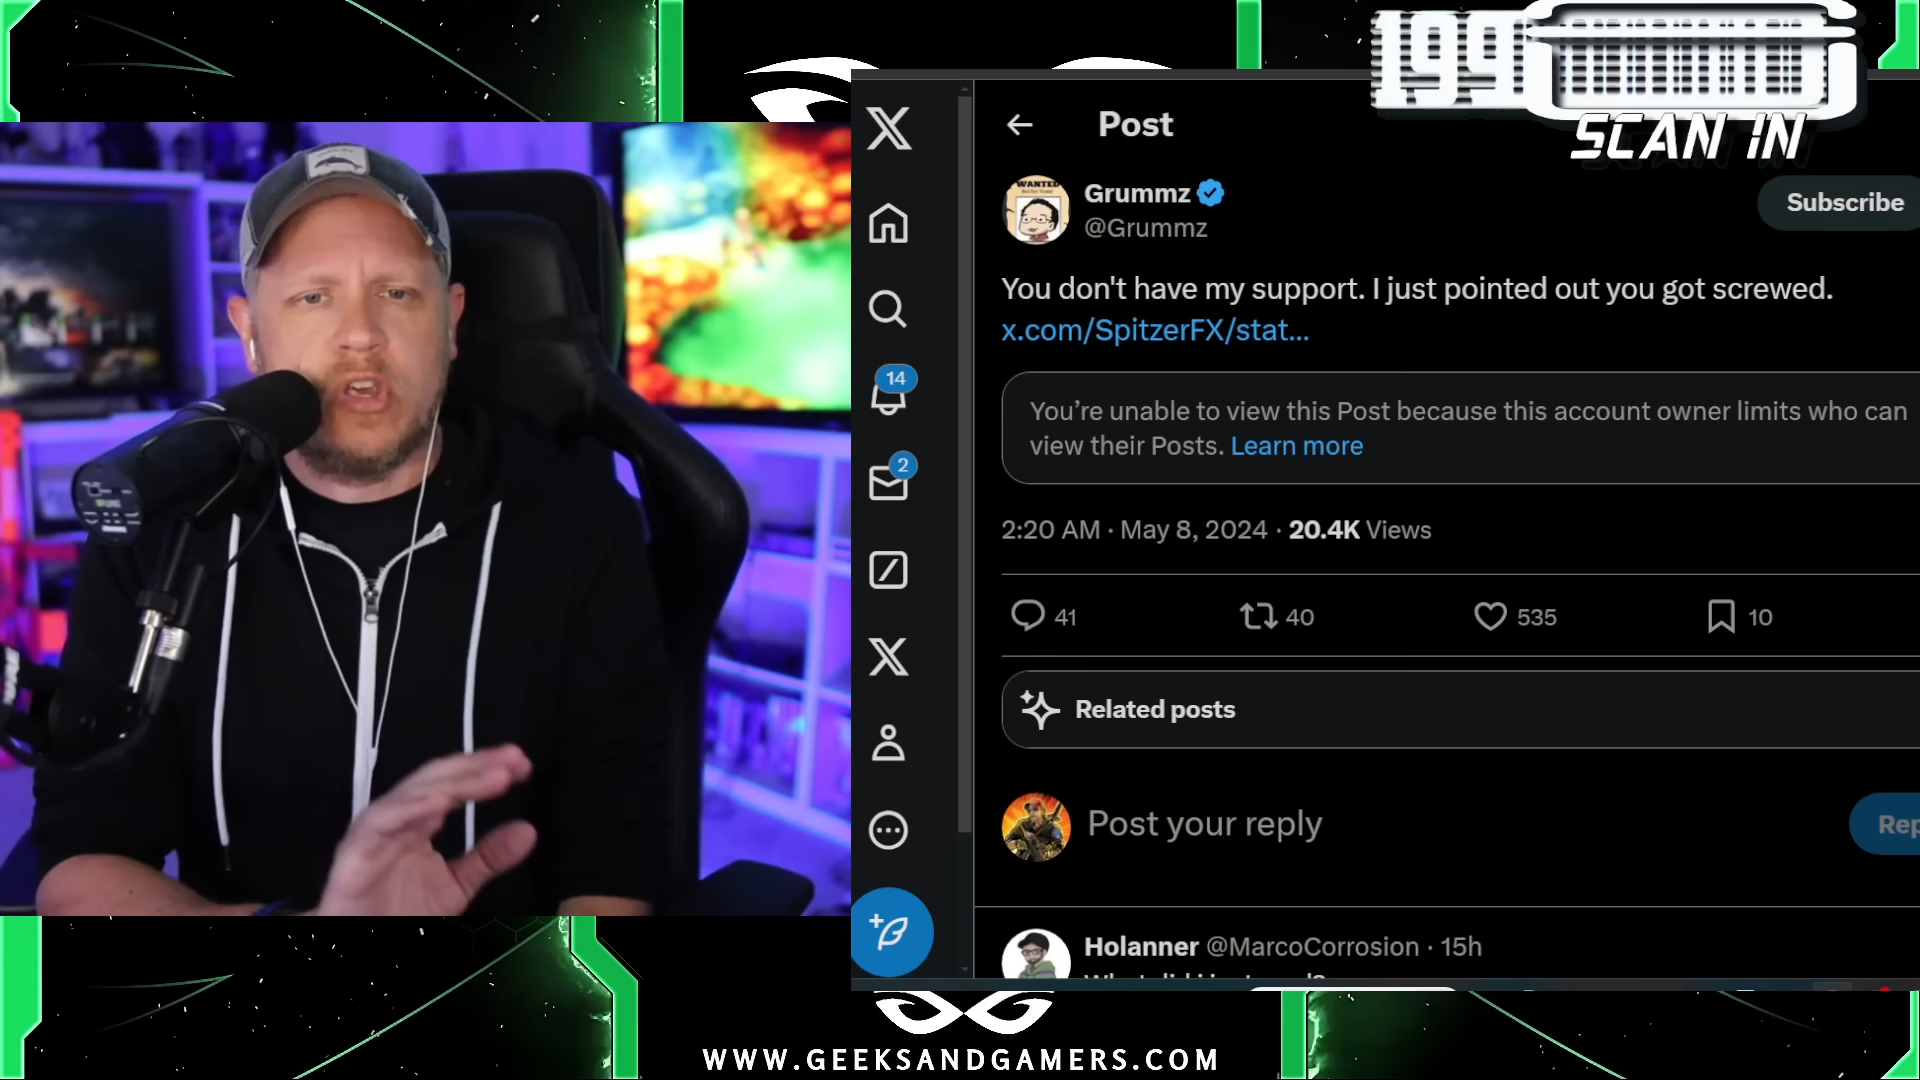 199
SCAN IN
Post
WANTED
Grummz
@Grummz
Subscribe
You don't have my support. I just pointed out you got screwed.
x.com/SpitzerFX/stat...
You’re unable to view this Post because this account owner limits who can
view their Posts. Learn more
14
2
2:20 AM · May 8, 2024 · 20.4K Views
41 40 535 10
Related posts
Post your reply
Rep
Holanner @MarcoCorrosion · 15h
WWW.GEEKSANDGAMERS.COM